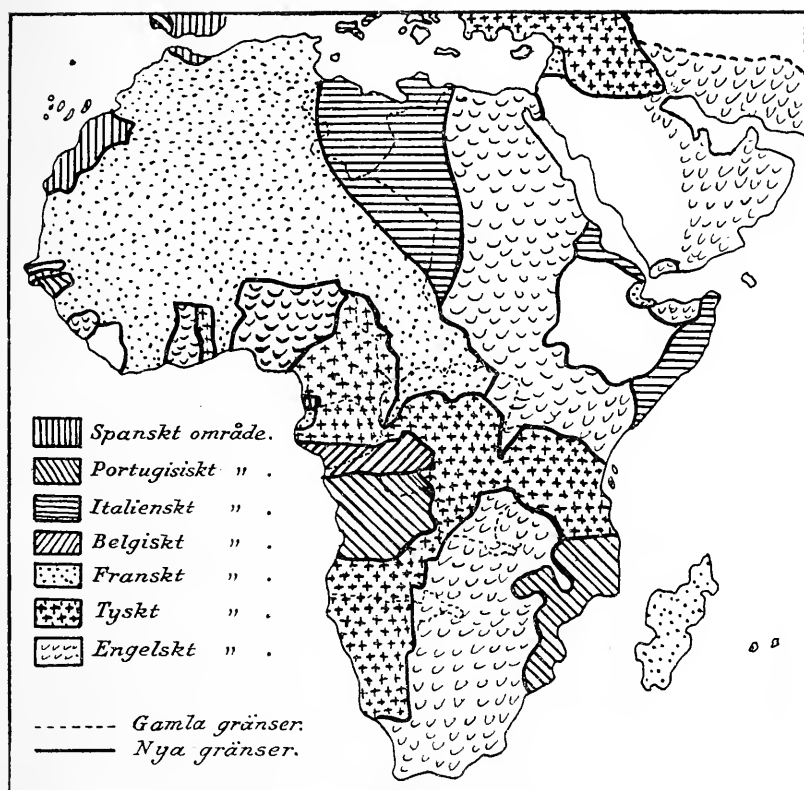 Spanskt område.
Portugisiskt " .
Italienskt " .
Belgiskt " .
Franskt " .
Tyskt " .
Engelskt " .
Gamla gränser.
Nya gränser.